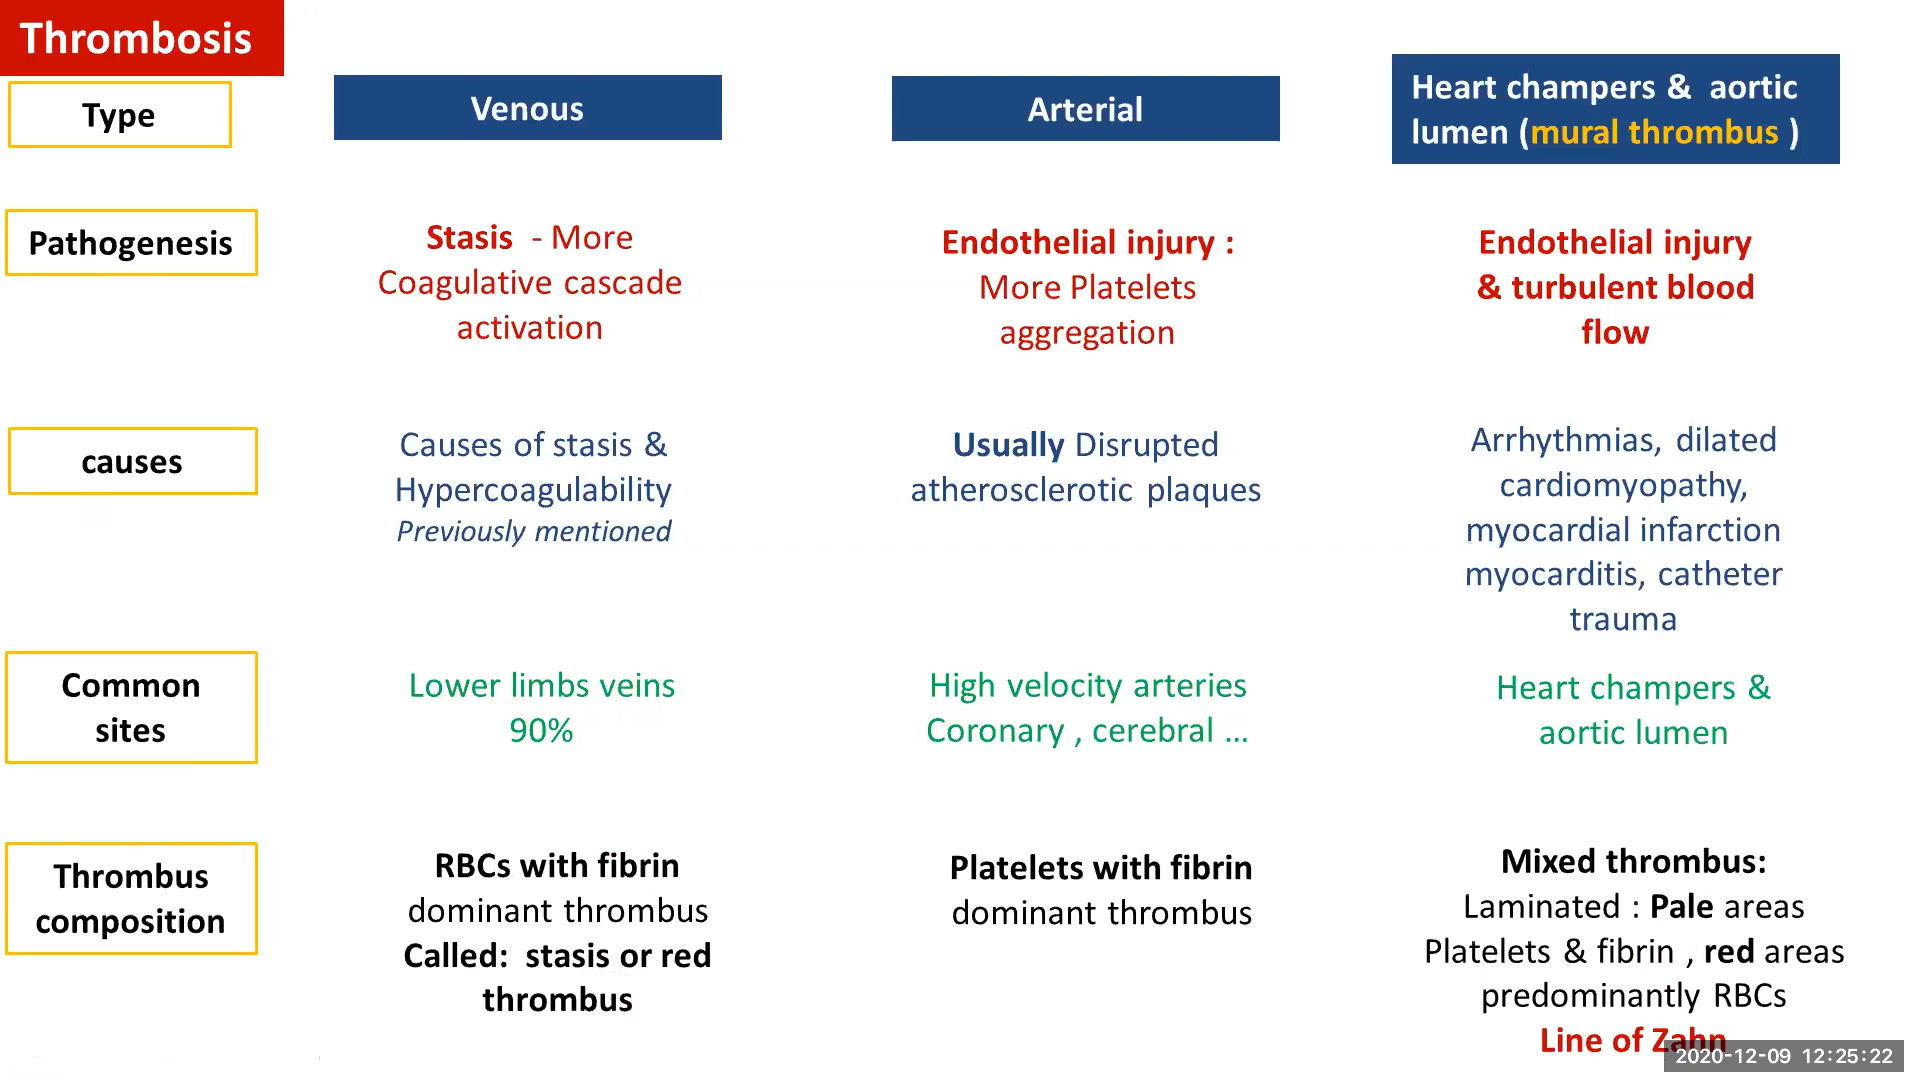 Thrombosis
Type
Venous
Arterial
Heart champers & aortic
lumen (mural thrombus )
Pathogenesis
Stasis - More
Coagulative cascade
activation
Endothelial injury :
More Platelets
aggregation
Endothelial injury
& turbulent blood
flow
causes
Causes of stasis &
Hypercoagulability
Previously mentioned
Usually Disrupted
atherosclerotic plaques
Arrhythmias, dilated
cardiomyopathy,
myocardial infarction
myocarditis, catheter
trauma
Common
sites
Lower limbs veins
90%
High velocity arteries
Coronary , cerebral ...
Heart champers &
aortic lumen
Thrombus
composition
RBCs with fibrin
dominant thrombus
Called: stasis or red
thrombus
Platelets with fibrin
dominant thrombus
Mixed thrombus:
Laminated : Pale areas
Platelets & fibrin , red areas
predominantly RBCs
Line of Zahn
2020-12-09 12:25:22